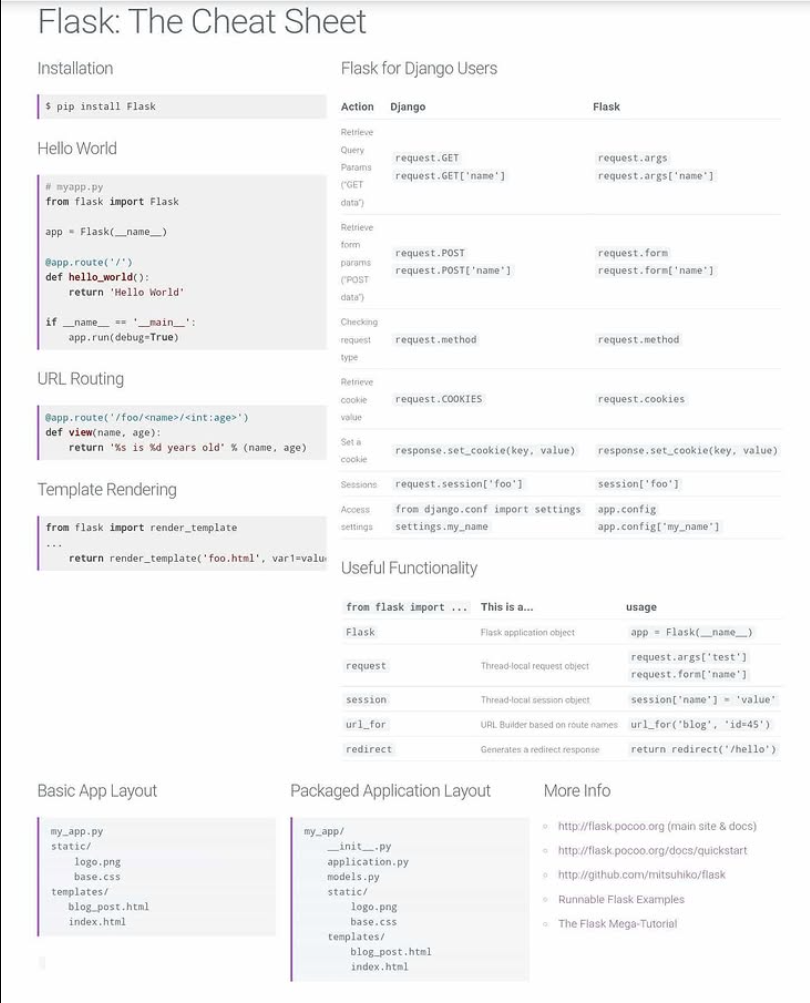 Flask: The Cheat Sheet
Installation
$ pip install Flask
Hello World
# myapp.py
from flask import Flask
app = Flask(__name__)
@app.route('/')
def hello_world():
    return 'Hello World'
if __name__ == '__main__':
    app.run(debug=True)
URL Routing
@app.route('/foo/<name>/<int:age>')
def view(name, age):
    return '%s is %d years old' % (name, age)
Template Rendering
from flask import render_template
...
    return render_template('foo.html', var1=valu
Flask for Django Users
Action Django Flask
Retrieve
Query
Params
("GET
data")
request.GET
request.GET['name']
request.args
request.args['name']
Retrieve
form
params
("POST
data")
request.POST
request.POST['name']
request.form
request.form['name']
Checking
request
type
request.method
request.method
Retrieve
cookie
value
request.COOKIES
request.cookies
Set a
cookie
response.set_cookie(key, value)
response.set_cookie(key, value)
Sessions request.session['foo'] session['foo']
Access
settings
from django.conf import settings
settings.my_name
app.config
app.config['my_name']
Useful Functionality
from flask import ... This is a... usage
Flask Flask application object app = Flask(__name__)
request Thread-local request object
request.args['test']
request.form['name']
session Thread-local session object session['name'] = 'value'
url_for URL Builder based on route names url_for('blog', 'id=45')
redirect Generates a redirect response return redirect('/hello')
Basic App Layout
my_app.py
static/
    logo.png
    base.css
templates/
   blog_post.html
   index.html
Packaged Application Layout
my_app/
    __init__.py
    application.py
    models.py
    static/
        logo.png
        base.css
    templates/
        blog_post.html
        index.html
More Info
http://flask.pocoo.org (main site & docs)
http://flask.pocoo.org/docs/quickstart
http://github.com/mitsuhiko/flask
Runnable Flask Examples
The Flask Mega-Tutorial